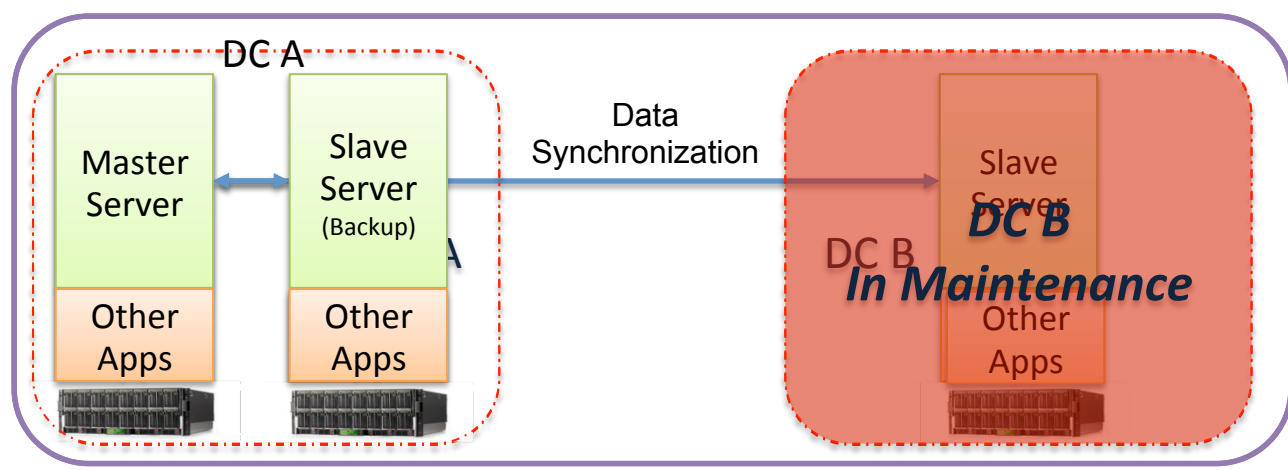 DC A
Master
Server
Slave
Server
(Backup)
A
Other
Apps
Other
Apps
Data
Synchronization
Slave
Server
DC B
DC B
In Maintenance
Other
Apps